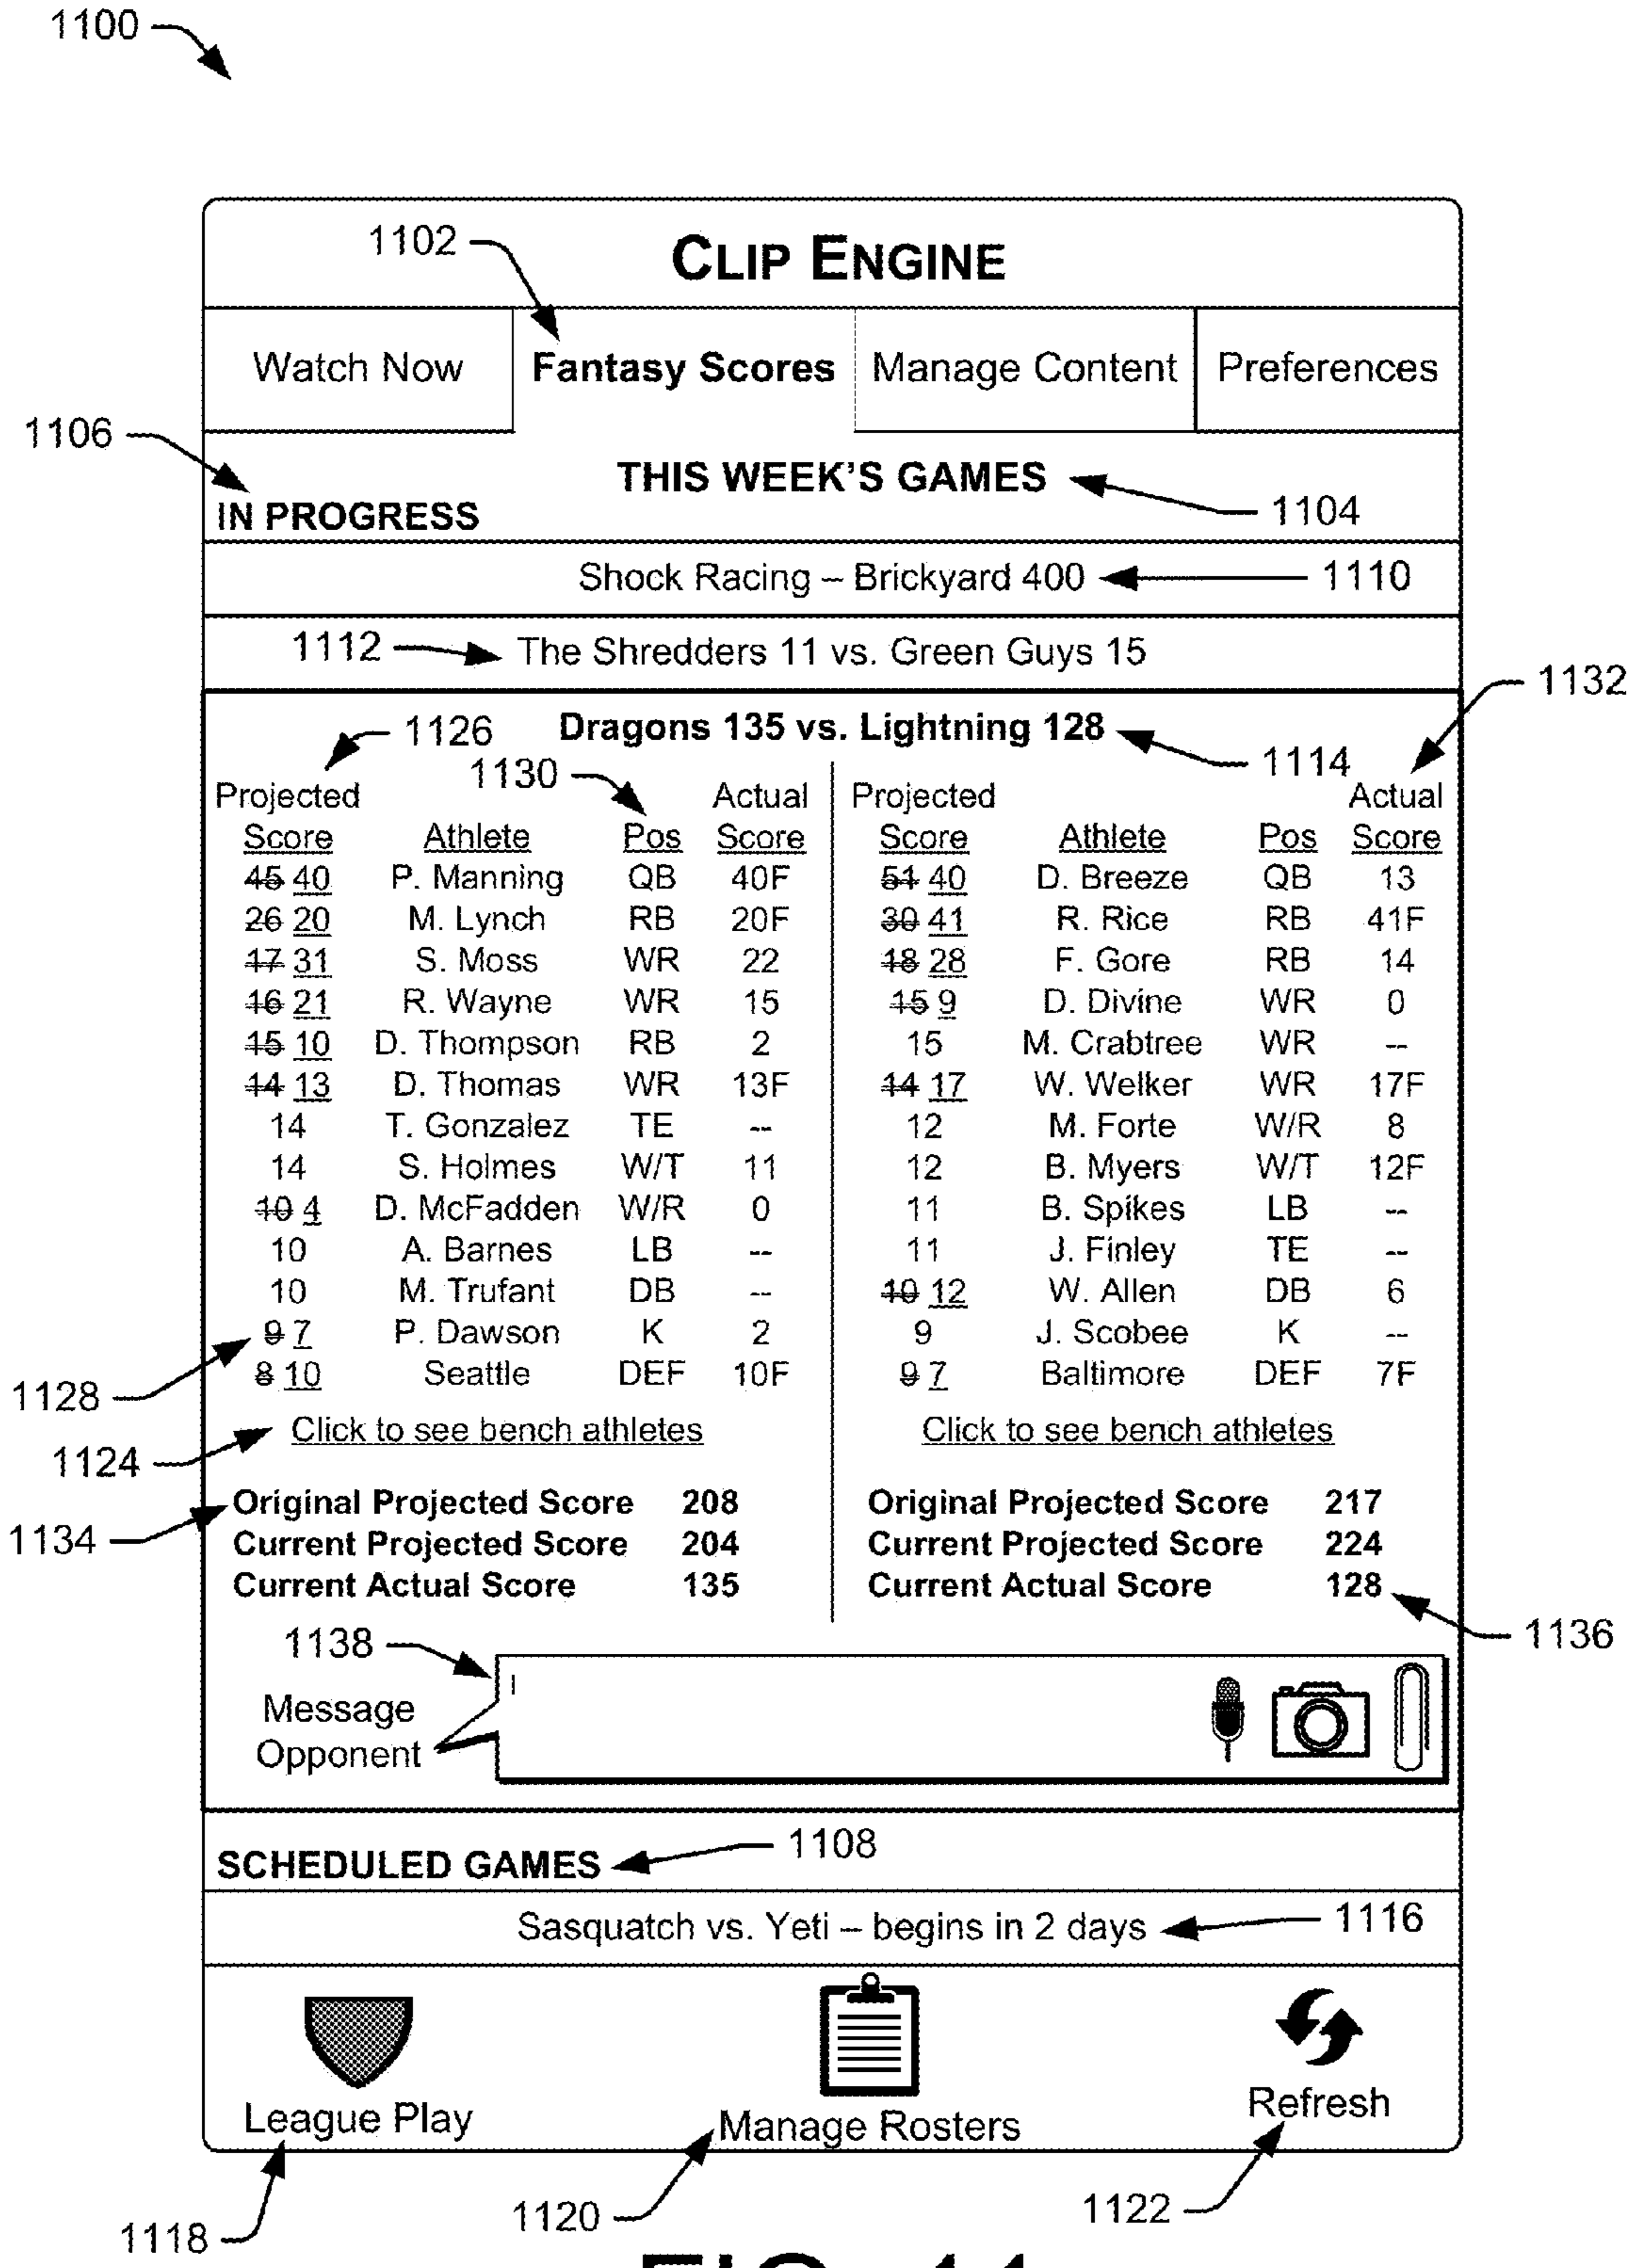 1100
1102
CLIP ENGINE
Watch Now Fantasy Scores Manage Content Preferences
1106
THIS WEEK'S GAMES
1104
IN PROGRESS
Shock Racing – Brickyard 400 1110
1112 The Shredders 11 vs. Green Guys 15
1132
1126 Dragons 135 vs. Lightning 128
1130 1114
Projected Actual Projected Actual
Score Athlete Pos Score Score Athlete Pos Score
45 40 P. Manning QB 40F 51 40 D. Breeze QB 13
26 20 M. Lynch RB 20F 30 41 R. Rice RB 41F
17 31 S. Moss WR 22 18 28 F. Gore RB 14
16 21 R. Wayne WR 15 15 9 D. Divine WR 0
15 10 D. Thompson RB 2 15 M. Crabtree WR --
14 13 D. Thomas WR 13F 14 17 W. Welker WR 17F
14 T. Gonzalez TE -- 12 M. Forte W/R 8
14 S. Holmes W/T 11 12 B. Myers W/T 12F
10 4 D. McFadden W/R 0 11 B. Spikes LB --
10 A. Barnes LB -- 11 J. Finley TE --
10 M. Trufant DB -- 10 12 W. Allen DB 6
9 7 P. Dawson K 2 9 J. Scobee K --
8 10 Seattle DEF 10F 9 7 Baltimore DEF 7F
1128
Click to see bench athletes Click to see bench athletes
1124
Original Projected Score 208 Original Projected Score 217
1134
Current Projected Score 204 Current Projected Score 224
Current Actual Score 135 Current Actual Score 128
1136
1138
Message
Opponent
1108
SCHEDULED GAMES
Sasquatch vs. Yeti – begins in 2 days 1116
League Play Manage Rosters Refresh
1118 1120 1122